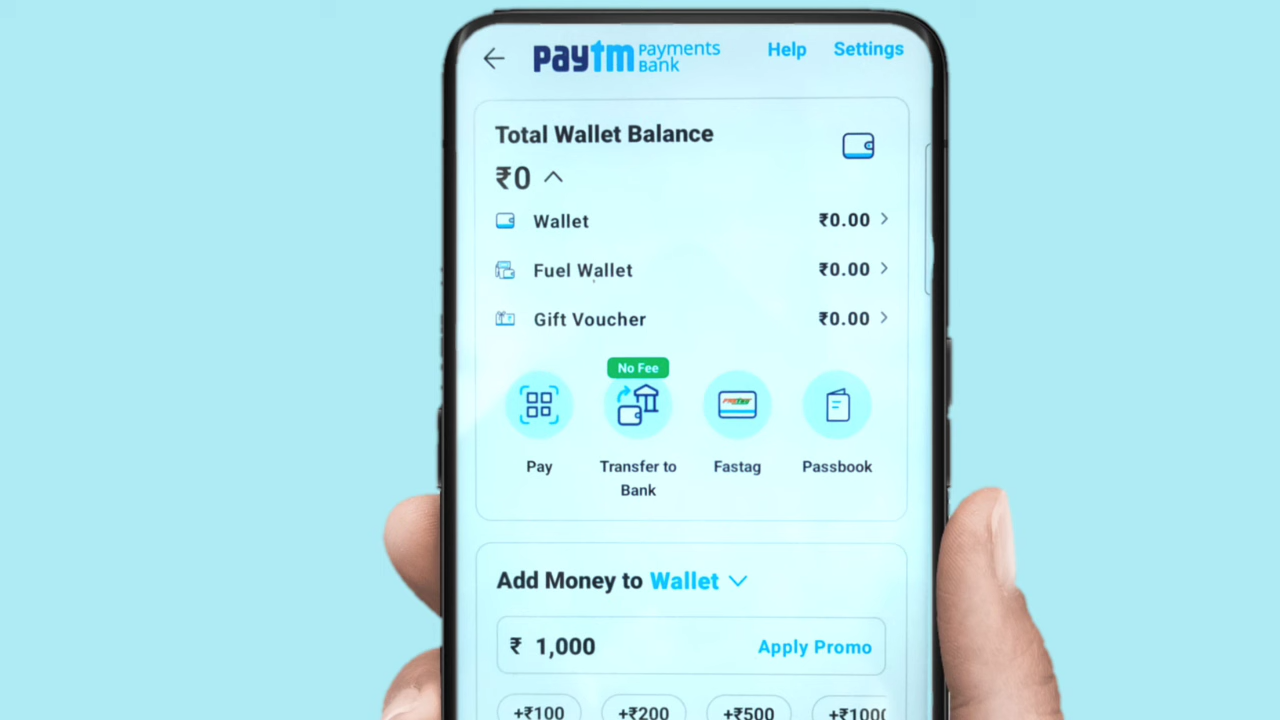 paytm Payments Bank
Help
Settings
Total Wallet Balance
₹0
Wallet ₹0.00
Fuel Wallet ₹0.00
Gift Voucher ₹0.00
No Fee
Pay
Transfer to
Bank
Fastag
Passbook
Add Money to Wallet
₹ 1,000
Apply Promo
+₹100
+₹200
+₹500